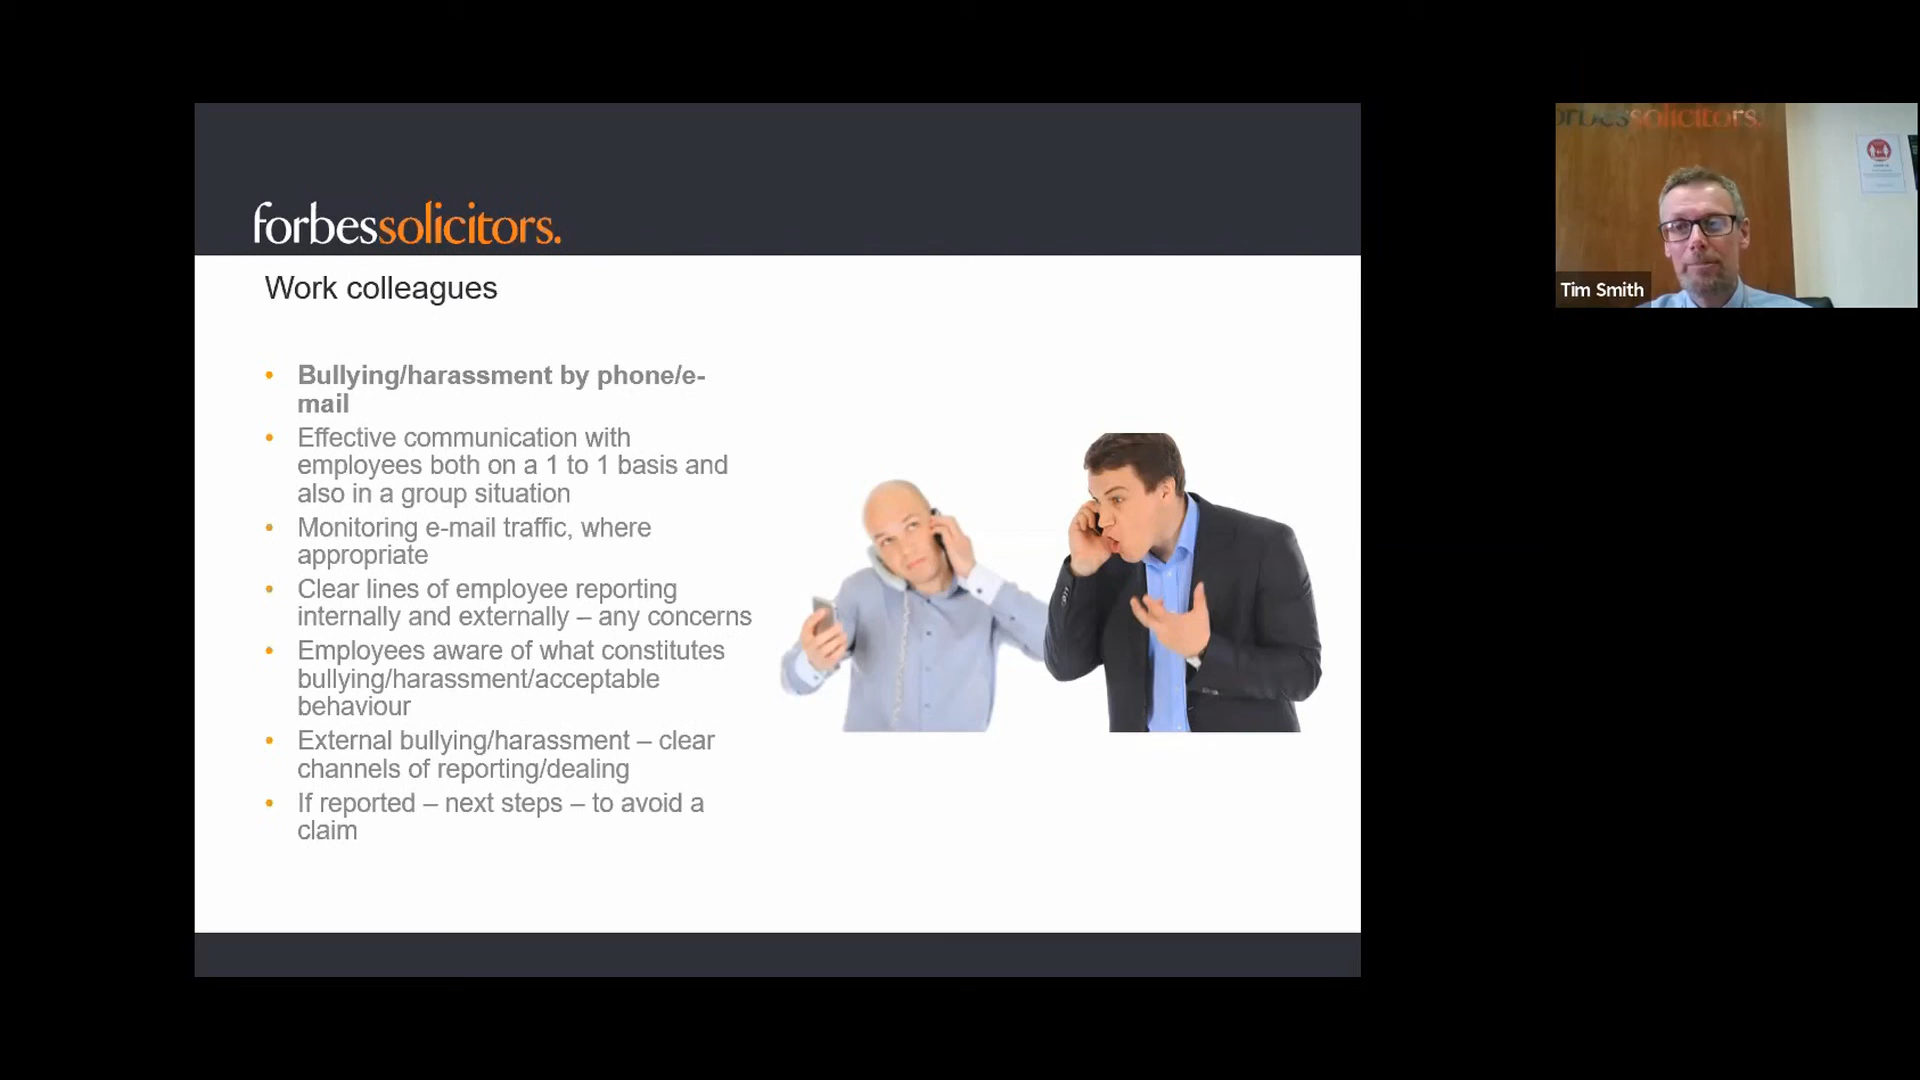 forbessolicitors.
Work colleagues
• Bullying/harassment by phone/e-
mail
• Effective communication with
employees both on a 1 to 1 basis and
also in a group situation
• Monitoring e-mail traffic, where
appropriate
• Clear lines of employee reporting
internally and externally – any concerns
• Employees aware of what constitutes
bullying/harassment/acceptable
behaviour
• External bullying/harassment – clear
channels of reporting/dealing
• If reported – next steps – to avoid a
claim
orbessolicitors.
Tim Smith